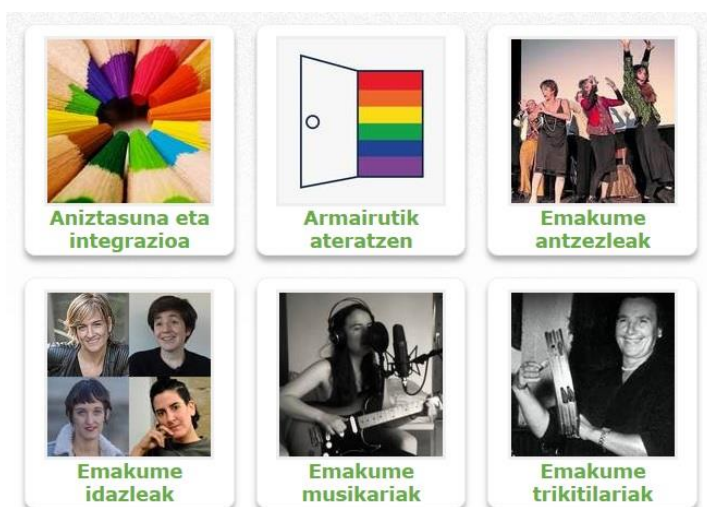 Aniztasuna eta
integrazioa
Armairutik
ateratzen
Emakume
antzezleak
Emakume
idazleak
Emakume
musikariak
Emakume
trikitilariak